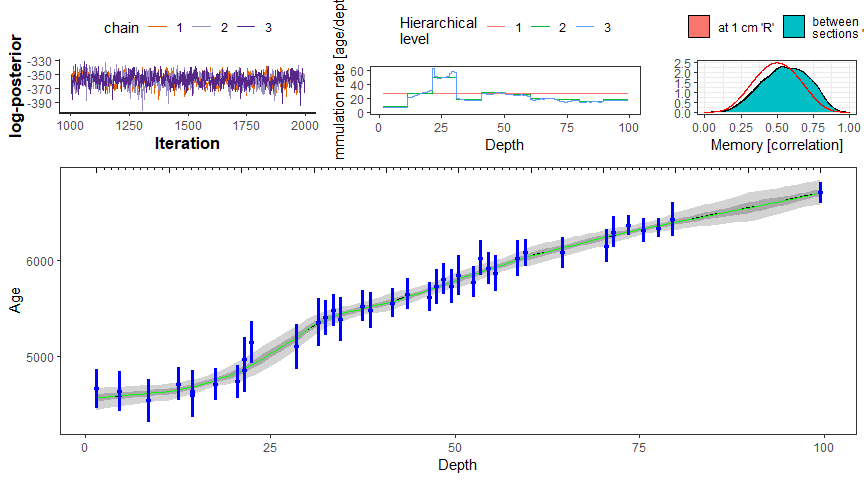 chain 1 2 3
log-posterior
-330
-350
-370
-390
1000 1250 1500 1750 2000
Iteration
Hierarchical
level 1 2 3
mmulation rate [age/dept
60
40
20
0
0 25 50 75 100
Depth
at 1 cm 'R' between
sections '
2.5
2.0
1.5
1.0
0.5
0.0
0.00 0.25 0.50 0.75 1.00
Memory [correlation]
Age
6000
5000
0 25 50 75 100
Depth